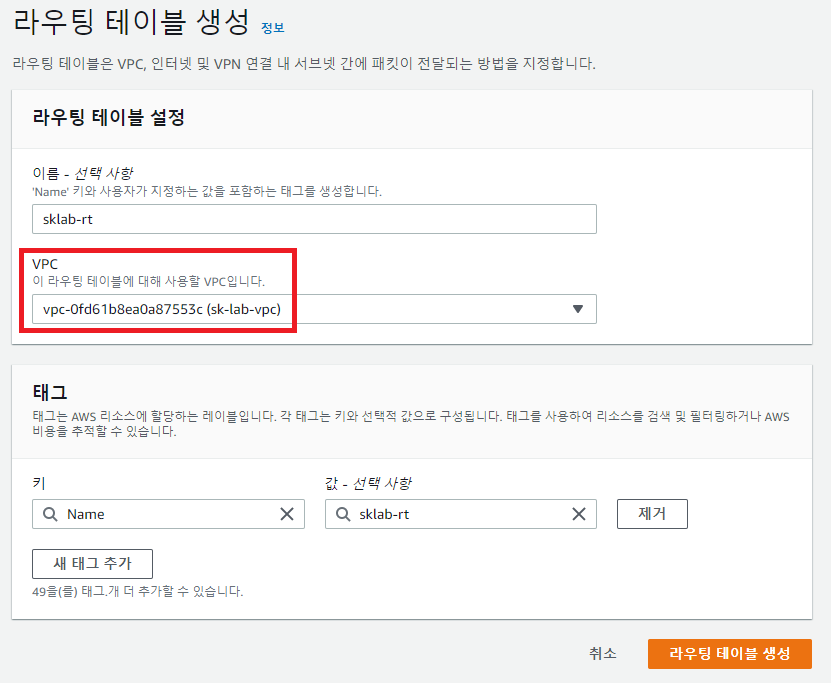 라우팅 테이블 생성 정보
라우팅 테이블은 VPC, 인터넷 및 VPN 연결 내 서브넷 간에 패킷이 전달되는 방법을 지정합니다.
라우팅 테이블 설정
이름 - 선택 사항
'Name' 키와 사용자가 지정하는 값을 포함하는 태그를 생성합니다.
sklab-rt
VPC
이 라우팅 테이블에 대해 사용할 VPC입니다.
vpc-0fd61b8ea0a87553c (sk-lab-vpc)
태그
태그는 AWS 리소스에 할당하는 레이블입니다. 각 태그는 키와 선택적 값으로 구성됩니다. 태그를 사용하여 리소스를 검색 및 필터링하거나 AWS
비용을 추적할 수 있습니다.
키 값 - 선택 사항
Name sklab-rt 제거
새 태그 추가
49을(를) 태그.개 더 추가할 수 있습니다.
취소 라우팅 테이블 생성